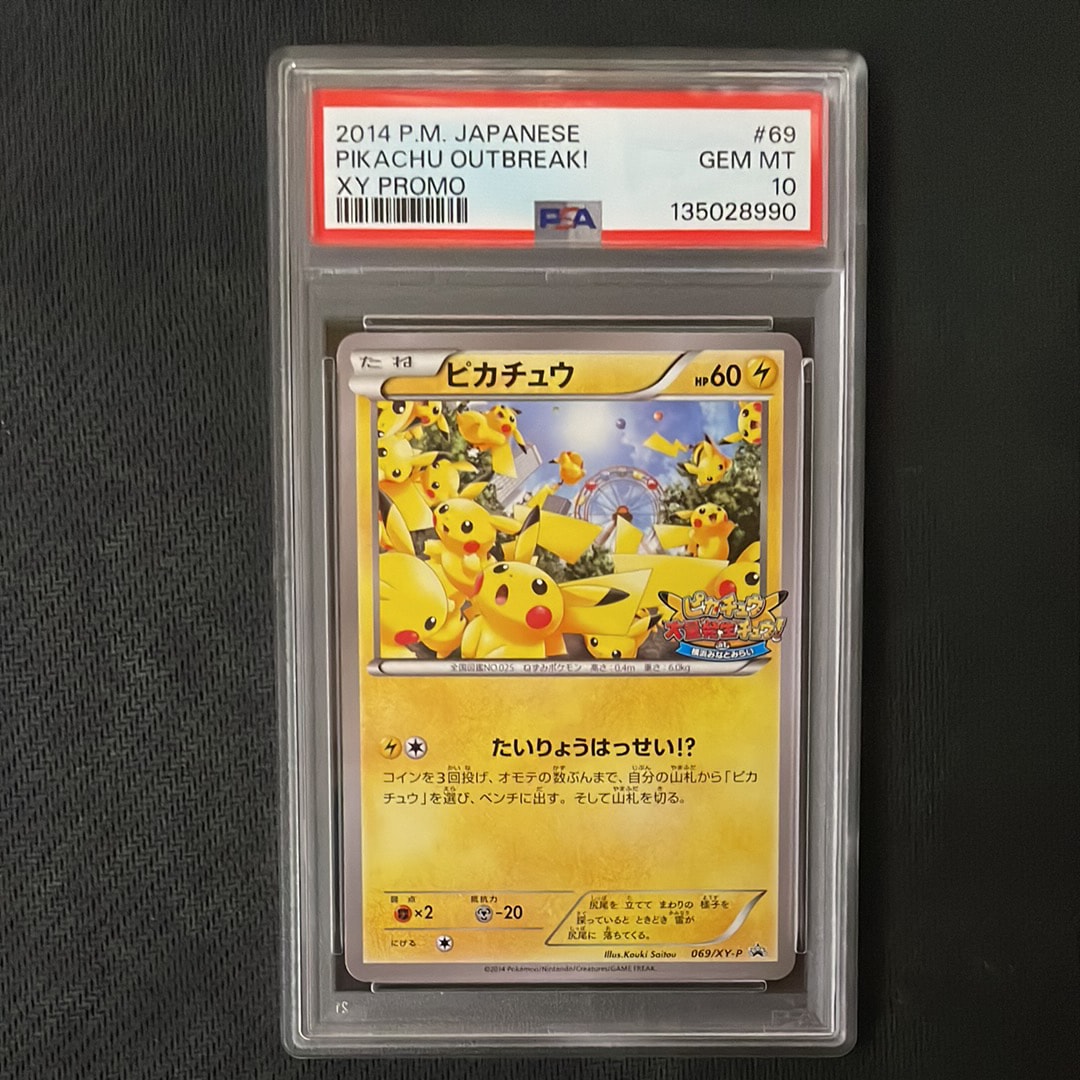 2014 P.M. JAPANESE #69
PIKACHU OUTBREAK! GEM MT
XY PROMO 10
135028990
PSA
たね ピカチュウ HP60
ピカチュウ
大量発生チュウ!
横浜みなとみらい
全国図鑑NO.025 ねずみポケモン 高さ:0.4m 重さ:6.0kg
たいりょうはっせい!?
コインを3回投げ、オモテの数ぶんまで、自分の山札から「ピカ
チュウ」を選び、ベンチに出す。そして山札を切る。
弱点 抵抗力
×2 -20
にげる
尻尾を 立てて まわりの 様子を
探っていると ときどき 雷が
尻尾に 落ちてくる。
Illus.Kouki Saitou 069/XY-P
©2014 Pokémon/Nintendo/Creatures/GAME FREAK.